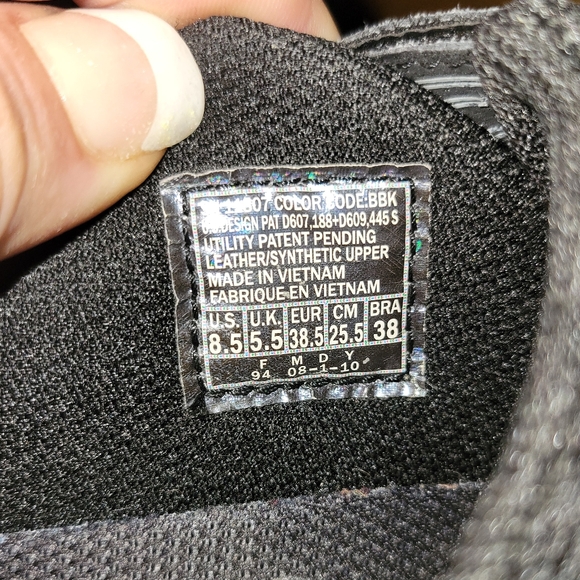 COLOR CODE:BBK
DESIGN PAT D607,188+D609,445 S
UTILITY PATENT PENDING
LEATHER/SYNTHETIC UPPER
MADE IN VIETNAM
FABRIQUE EN VIETNAM
U.S. U.K. EUR CM BRA
8.5 5.5 38.5 25.5 38
F M D Y
94 08-1-10